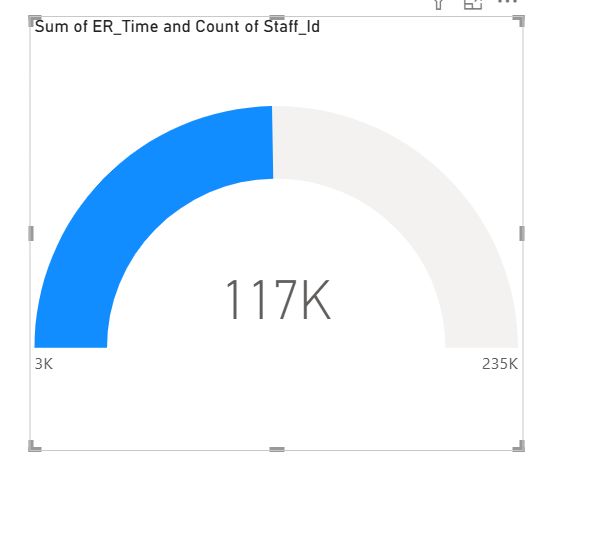 Sum of ER_Time and Count of Staff_Id
117K
3K
235K